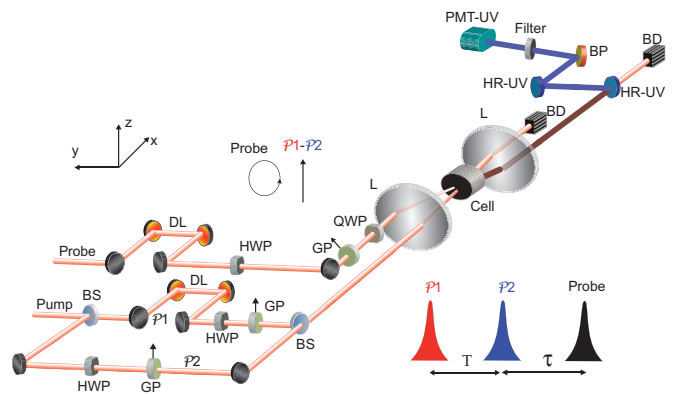 PMT-UV
Filter
BP
BD
HR-UV
HR-UV
L
BD
z
x
y
Probe
P1-P2
L
Cell
QWP
GP
DL
HWP
Probe
DL
BS
Pump
P1
GP
HWP
BS
HWP
GP
P2
P1
P2
Probe
T
τ